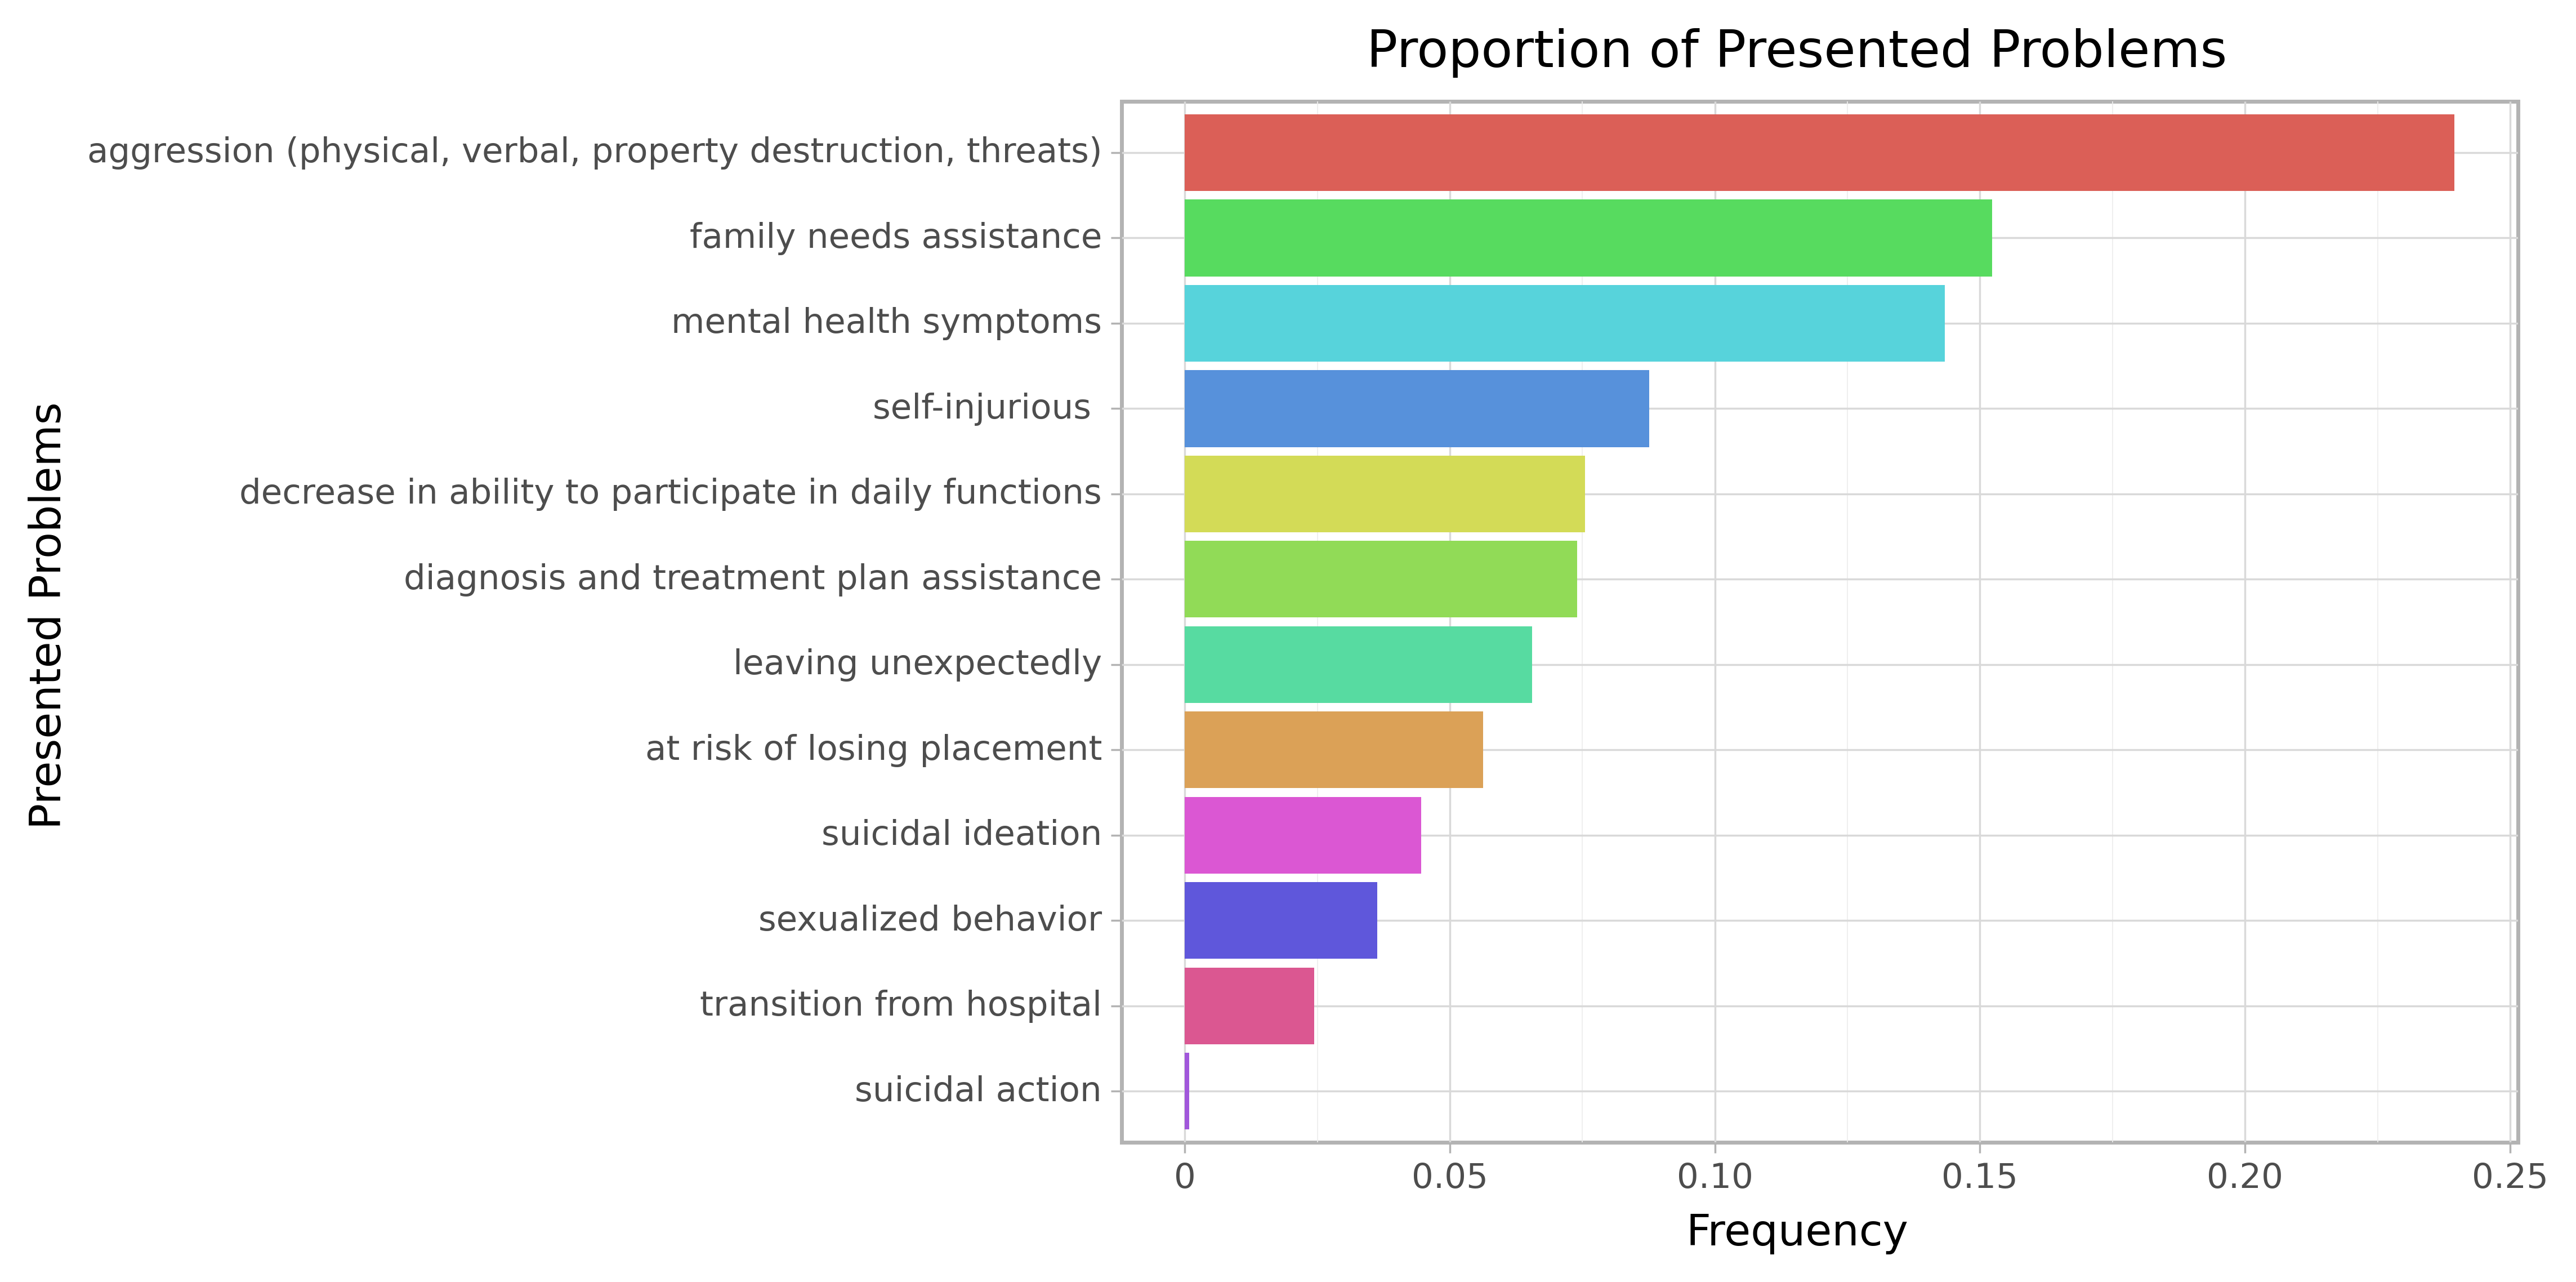 Proportion of Presented Problems
Presented Problems
aggression (physical, verbal, property destruction, threats)
family needs assistance
mental health symptoms
self-injurious
decrease in ability to participate in daily functions
diagnosis and treatment plan assistance
leaving unexpectedly
at risk of losing placement
suicidal ideation
sexualized behavior
transition from hospital
suicidal action
0 0.05 0.10 0.15 0.20 0.25
Frequency